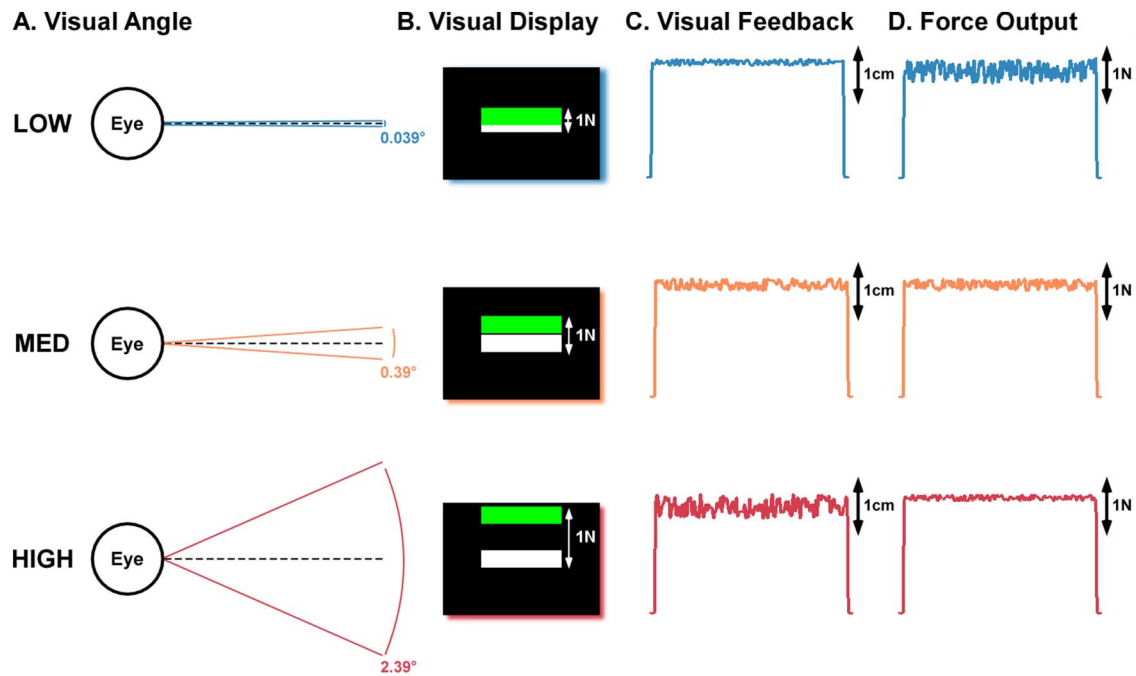 A. Visual Angle
B. Visual Display
C. Visual Feedback
D. Force Output
LOW
Eye
0.039°
1N
1cm
1N
MED
Eye
0.39°
1N
1cm
1N
HIGH
Eye
2.39°
1N
1cm
1N